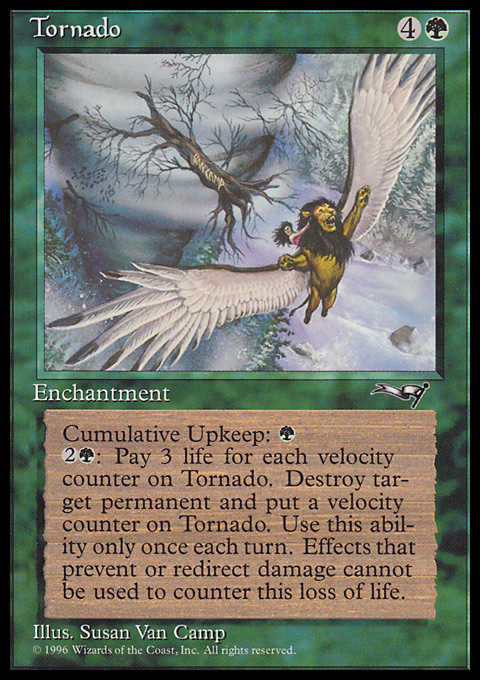 Tornado
4
VAN CAMP
Enchantment
Cumulative Upkeep:
2 : Pay 3 life for each velocity
counter on Tornado. Destroy tar-
get permanent and put a velocity
counter on Tornado. Use this abil-
ity only once each turn. Effects that
prevent or redirect damage cannot
be used to counter this loss of life.
Illus. Susan Van Camp
© 1996 Wizards of the Coast, Inc. All rights reserved.